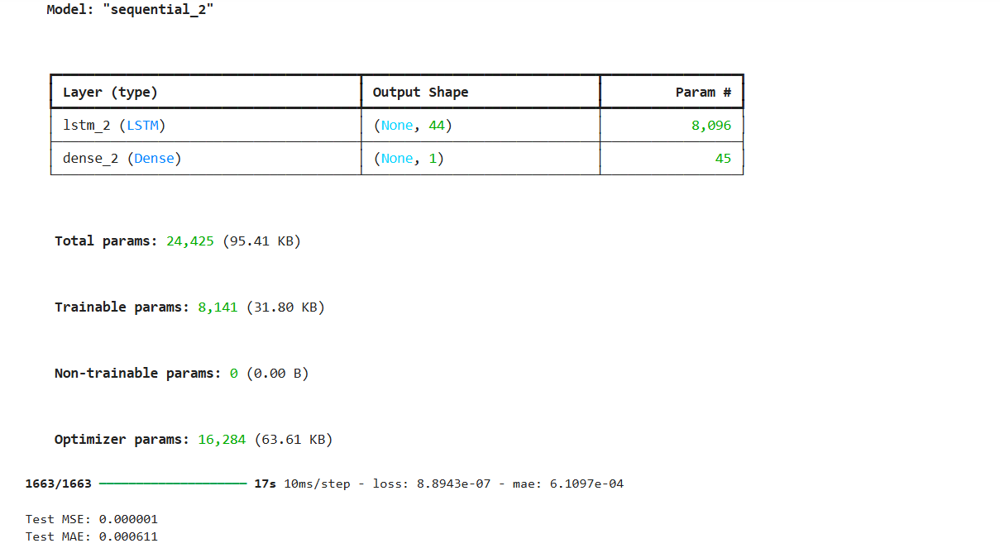 Model: "sequential_2"
Layer (type) Output Shape Param #
lstm_2 (LSTM) (None, 44) 8,096
dense_2 (Dense) (None, 1) 45
Total params: 24,425 (95.41 KB)
Trainable params: 8,141 (31.80 KB)
Non-trainable params: 0 (0.00 B)
Optimizer params: 16,284 (63.61 KB)
1663/1663 ━━━━━━━━━━━━━━━━━━━━ 17s 10ms/step - loss: 8.8943e-07 - mae: 6.1097e-04
Test MSE: 0.000001
Test MAE: 0.000611